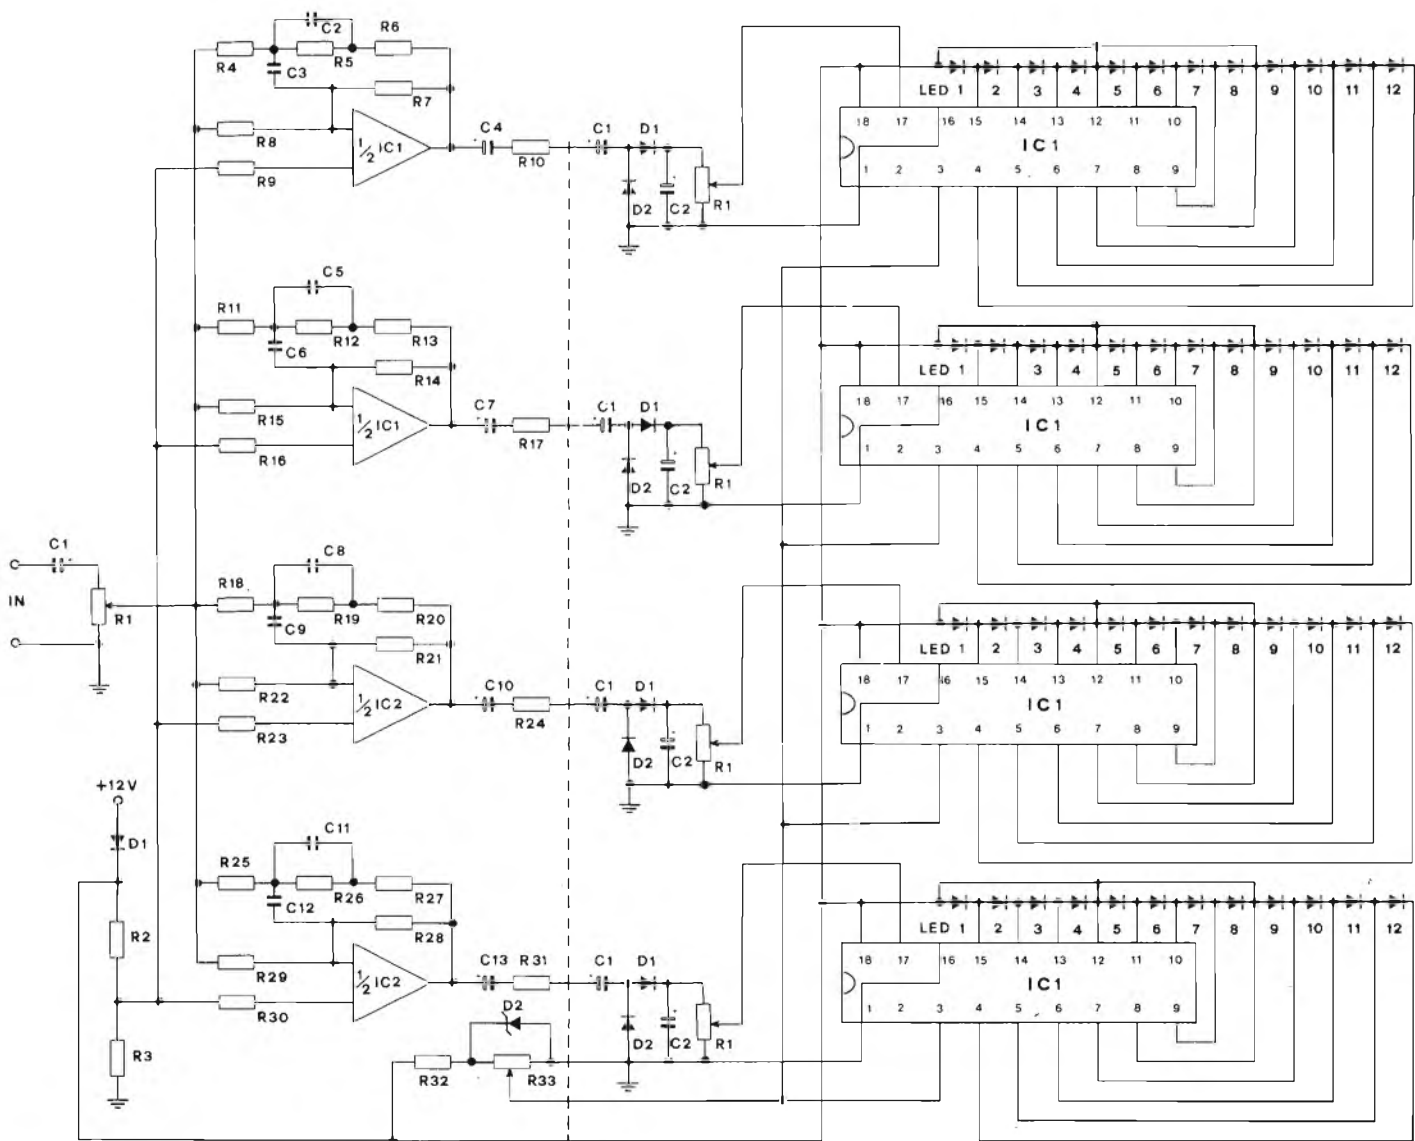 C2
R6
R4
C3
R5
R7
R8
½ IC1
R9
C4
R10
C1 D1
D2
C2
R1
LED 1 2 3 4 5 6 7 8 9 10 11 12
18 17 16 15 14 13 12 11 10
IC1
1 2 3 4 5 6 7 8 9
C5
R11
C6
R12
R13
R14
R15
½ IC1
R16
C7
R17
C1 D1
D2
C2
R1
LED 1 3 4 5 6 7 8 9 10 11 12
18 17 16 15 14 13 12 11 10
IC1
1 2 3 4 5 6 7 8 9
C1
IN
R1
C8
R18
C9
R19
R20
R21
R22
½ IC2
R23
C10
R24
C1 D1
D2
C2
R1
LED 1 2 3 4 5 6 7 8 9 10 11 12
18 17 16 15 14 13 12 11 10
IC1
1 2 3 4 5 6 7 8 9
+12V
D1
R2
R3
C11
R25
C12
R26
R27
R28
R29
½ IC2
R30
C13 R31
C1 D1
D2
D2
C2
R1
R32
R33
LED 1 2 3 4 5 6 7 8 9 10 11 12
18 17 16 15 14 13 12 11 10
IC1
1 2 3 4 5 6 7 8 9